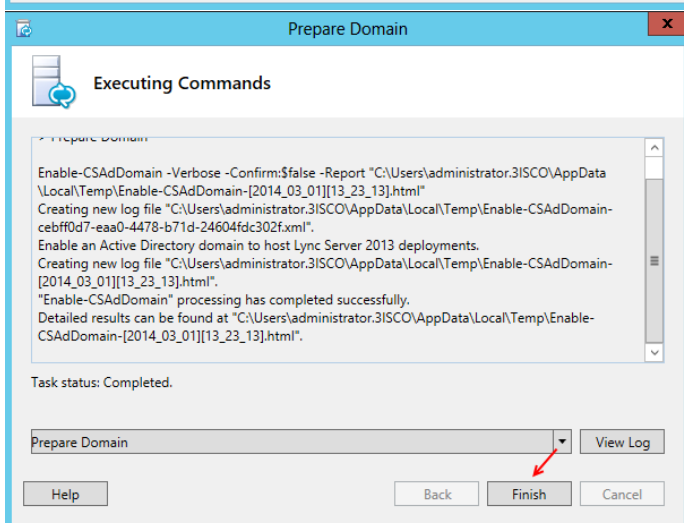 Prepare Domain
x
Executing Commands
> Prepare Domain
Enable-CSAdDomain -Verbose -Confirm:$false -Report "C:\Users\administrator.3ISCO\AppData
\Local\Temp\Enable-CSAdDomain-[2014_03_01][13_23_13].html"
Creating new log file "C:\Users\administrator.3ISCO\AppData\Local\Temp\Enable-CSAdDomain-
cebff0d7-eaa0-4478-b71d-24604fdc302f.xml".
Enable an Active Directory domain to host Lync Server 2013 deployments.
Creating new log file "C:\Users\administrator.3ISCO\AppData\Local\Temp\Enable-CSAdDomain-
[2014_03_01][13_23_13].html".
"Enable-CSAdDomain" processing has completed successfully.
Detailed results can be found at "C:\Users\administrator.3ISCO\AppData\Local\Temp\Enable-
CSAdDomain-[2014_03_01][13_23_13].html".
Task status: Completed.
Prepare Domain
View Log
Help
Back
Finish
Cancel